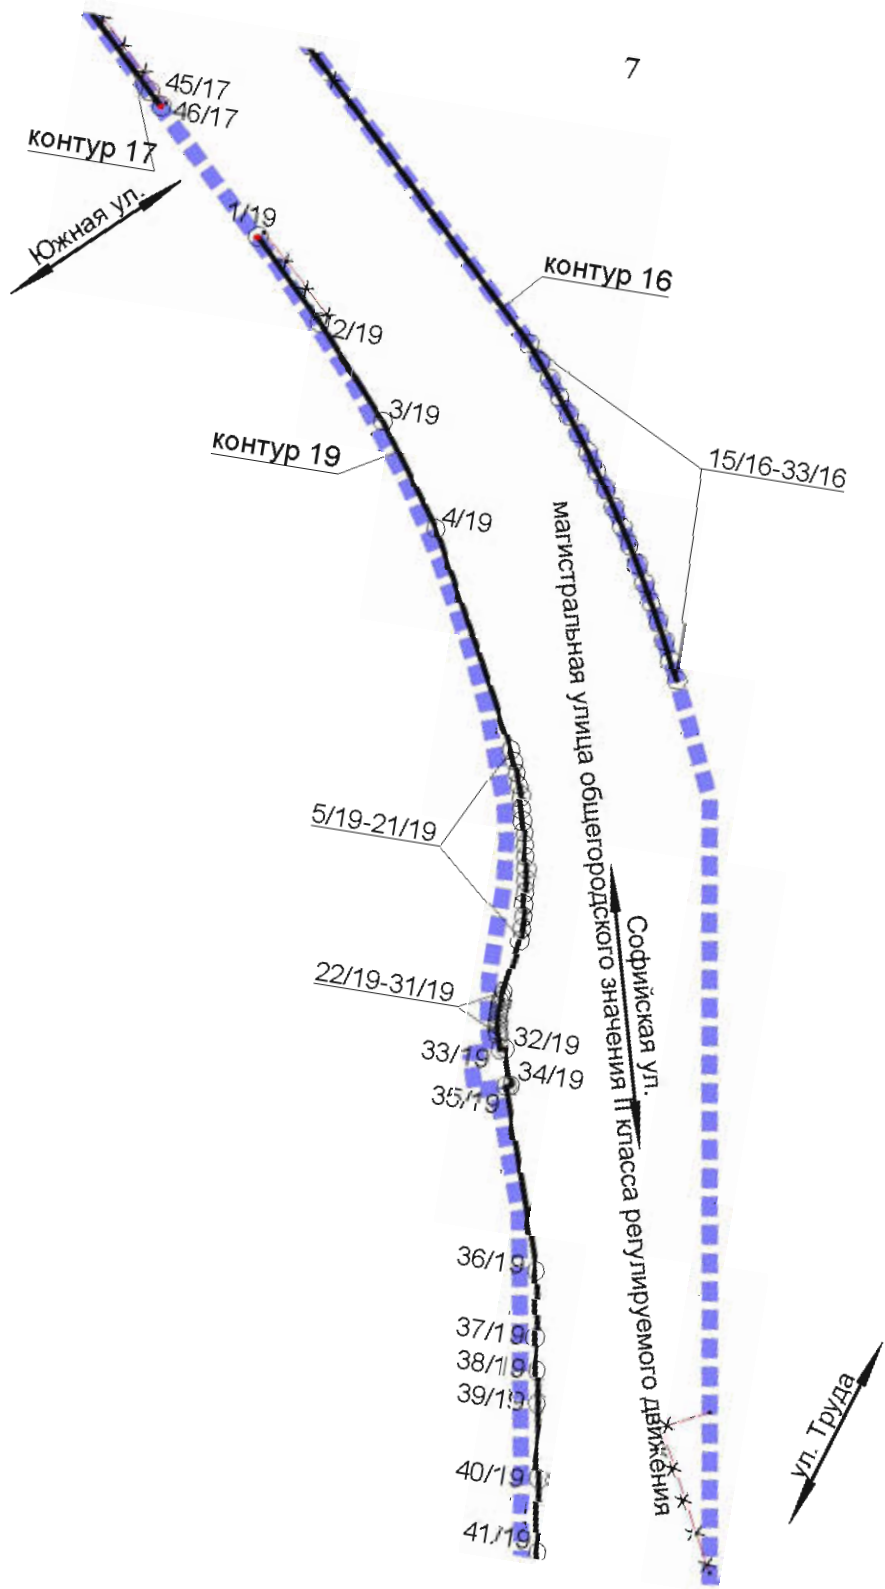 7
45/17
46/17
контур 17
Южная ул.
1/19
контур 16
2/19
3/19
контур 19
15/16-33/16
4/19
магистральная улица общегородского значения II класса регулируемого движения
5/19-21/19
Софийская ул.
22/19-31/19
32/19
33/19
34/19
35/19
36/19
37/19
38/19
39/19
ул. Труда
40/19
41/19